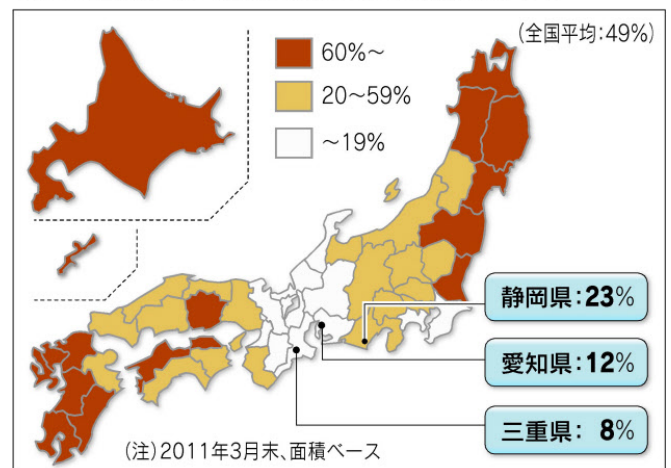 (全国平均:49%)
60%~
20~59%
~19%
静岡県:23%
愛知県:12%
三重県: 8%
(注)2011年3月末、面積ベース